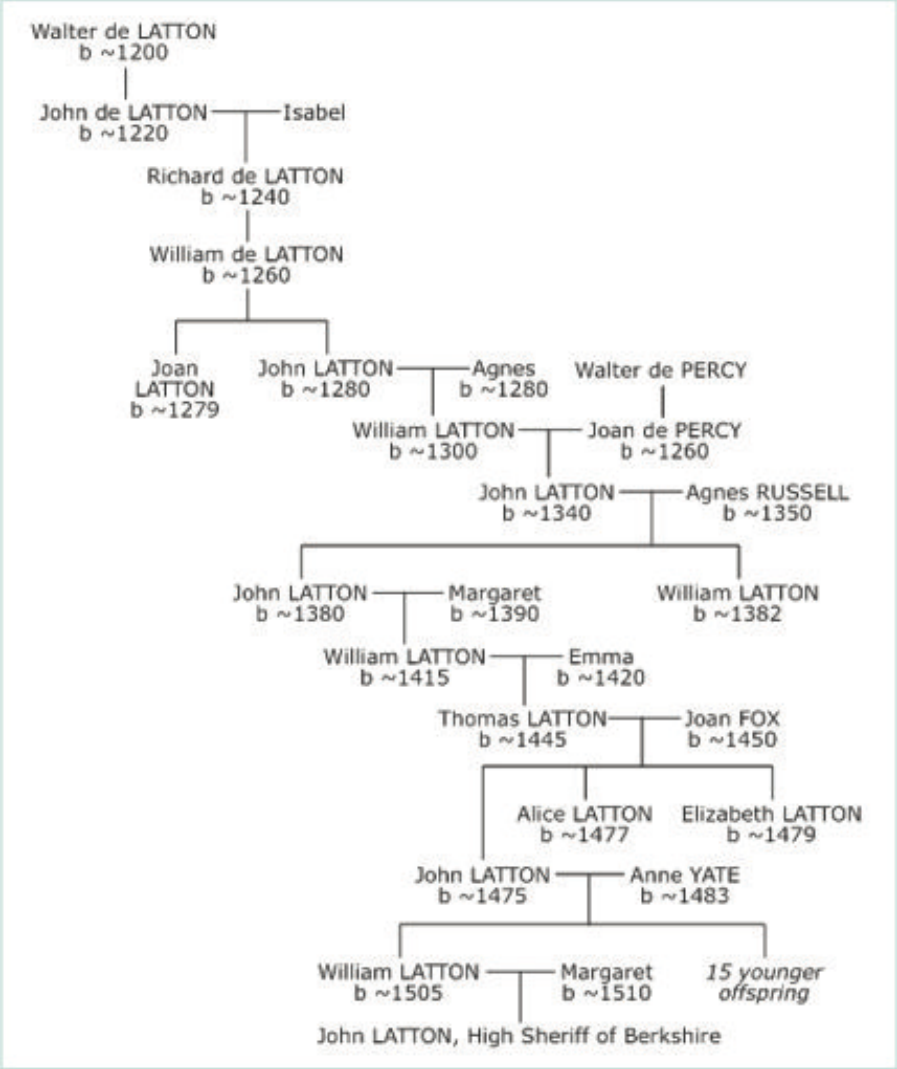 Walter de LATTON
b ~1200
John de LATTON Isabel
b ~1220
Richard de LATTON
b ~1240
William de LATTON
b ~1260
Joan
LATTON
b ~1279
John LATTON
b ~1280
Agnes
b ~1280
Walter de PERCY
William LATTON
b ~1300
Joan de PERCY
b ~1260
John LATTON
b ~1340
Agnes RUSSELL
b ~1350
John LATTON
b ~1380
Margaret
b ~1390
William LATTON
b ~1382
William LATTON
b ~1415
Emma
b ~1420
Thomas LATTON
b ~1445
Joan FOX
b ~1450
Alice LATTON
b ~1477
Elizabeth LATTON
b ~1479
John LATTON
b ~1475
Anne YATE
b ~1483
William LATTON
b ~1505
Margaret
b ~1510
15 younger
offspring
John LATTON, High Sheriff of Berkshire